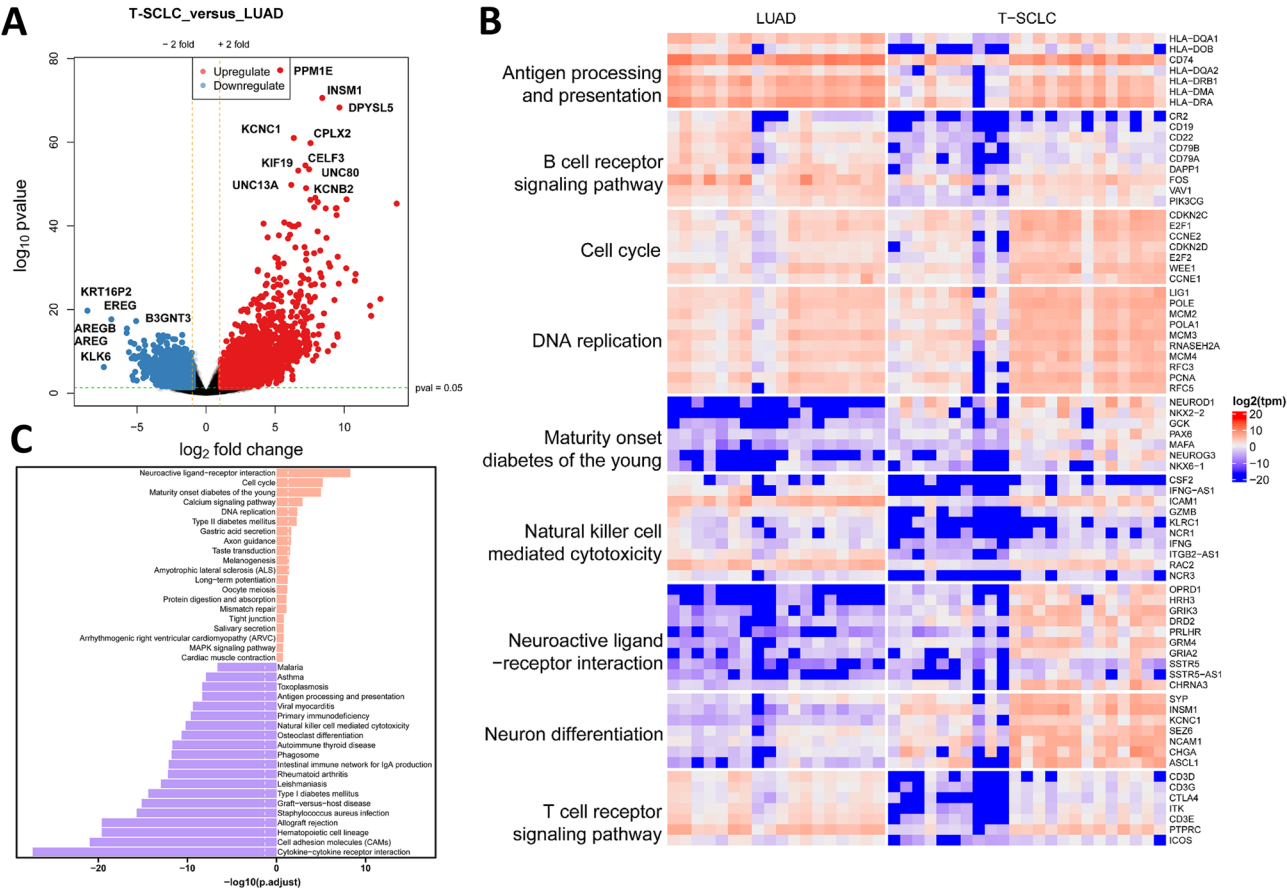 A
T-SCLC_versus_LUAD
− 2 fold
+ 2 fold
Upregulate
Downregulate
PPM1E
INSM1
DPYSL5
KCNC1
CPLX2
KIF19
CELF3
UNC80
UNC13A
KCNB2
KRT16P2
EREG
B3GNT3
AREGB
AREG
KLK6
pval = 0.05
log10 pvalue
0
20
40
60
80
−5
0
5
10
log2 fold change
B
LUAD
T-SCLC
Antigen processing
and presentation
HLA−DQA1
HLA−DOB
CD74
HLA−DQA2
HLA−DRB1
HLA−DMA
HLA−DRA
B cell receptor
signaling pathway
CR2
CD19
CD22
CD79B
CD79A
DAPP1
FOS
VAV1
PIK3CG
Cell cycle
CDKN2C
E2F1
CCNE2
CDKN2D
E2F2
WEE1
CCNE1
DNA replication
LIG1
POLE
MCM2
POLA1
MCM3
RNASEH2A
MCM4
RFC3
PCNA
RFC5
Maturity onset
diabetes of the young
NEUROD1
NKX2−2
GCK
PAX6
MAFA
NEUROG3
NKX6−1
Natural killer cell
mediated cytotoxicity
CSF2
IFNG−AS1
ICAM1
GZMB
KLRC1
NCR1
IFNG
ITGB2−AS1
RAC2
NCR3
Neuroactive ligand
−receptor interaction
OPRD1
HRH3
GRIK3
DRD2
PRLHR
GRM4
GRIA2
SSTR5
SSTR5−AS1
CHRNA3
Neuron differentiation
SYP
INSM1
KCNC1
SEZ6
NCAM1
CHGA
ASCL1
T cell receptor
signaling pathway
CD3D
CD3G
CTLA4
ITK
CD3E
PTPRC
ICOS
log2(tpm)
20
10
0
−10
−20
C
Neuroactive ligand−receptor interaction
Cell cycle
Maturity onset diabetes of the young
Calcium signaling pathway
DNA replication
Type II diabetes mellitus
Gastric acid secretion
Axon guidance
Taste transduction
Melanogenesis
Amyotrophic lateral sclerosis (ALS)
Long−term potentiation
Oocyte meiosis
Protein digestion and absorption
Mismatch repair
Tight junction
Salivary secretion
Arrhythmogenic right ventricular cardiomyopathy (ARVC)
MAPK signaling pathway
Cardiac muscle contraction
Malaria
Asthma
Toxoplasmosis
Antigen processing and presentation
Viral myocarditis
Primary immunodeficiency
Natural killer cell mediated cytotoxicity
Osteoclast differentiation
Autoimmune thyroid disease
Phagosome
Intestinal immune network for IgA production
Rheumatoid arthritis
Leishmaniasis
Type I diabetes mellitus
Graft−versus−host disease
Staphylococcus aureus infection
Allograft rejection
Hematopoietic cell lineage
Cell adhesion molecules (CAMs)
Cytokine−cytokine receptor interaction
−20
−10
0
10
−log10(p.adjust)